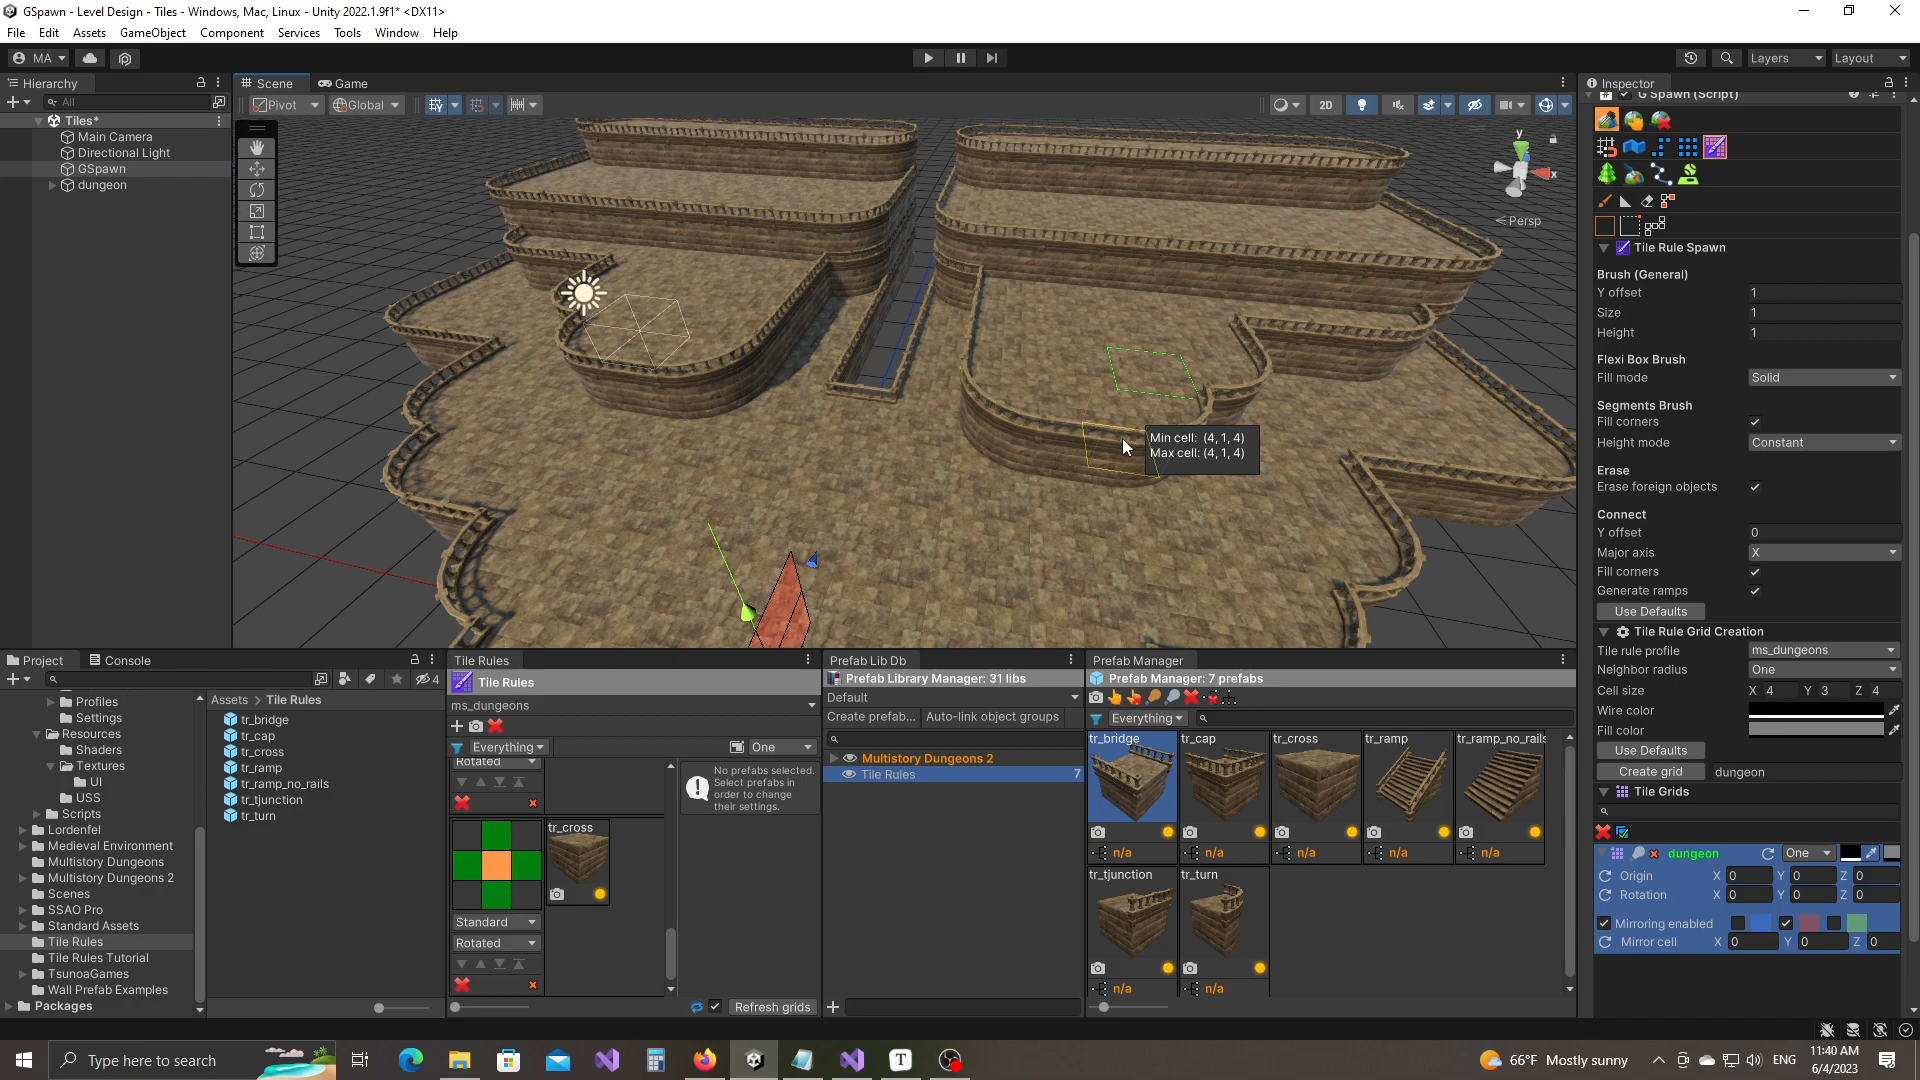 GSpawn - Level Design - Tiles - Windows, Mac, Linux - Unity 2022.1.9f1* <DX11>
File Edit Assets GameObject Component Services Tools Window Help
MA
Layers
Layout
Hierarchy
All
Tiles*
Main Camera
Directional Light
GSpawn
dungeon
Scene
Game
Pivot
Global
2D
y
x
Persp
Min cell: (4, 1, 4)
Max cell: (4, 1, 4)
Inspector
G Spawn (Script)
Tile Rule Spawn
Brush (General)
Y offset 1
Size 1
Height 1
Flexi Box Brush
Fill mode Solid
Segments Brush
Fill corners
Height mode Constant
Erase
Erase foreign objects
Connect
Y offset 0
Major axis X
Fill corners
Generate ramps
Use Defaults
Tile Rule Grid Creation
Tile rule profile ms_dungeons
Neighbor radius One
Cell size X 4 Y 3 Z 4
Wire color
Fill color
Use Defaults
Create grid dungeon
Tile Grids
dungeon One
Origin X 0 Y 0 Z 0
Rotation X 0 Y 0 Z 0
Mirroring enabled
Mirror cell X 0 Y 0 Z 0
Project
Console
4
Profiles
Settings
Resources
Shaders
Textures
UI
USS
Scripts
Lordenfel
Medieval Environment
Multistory Dungeons
Multistory Dungeons 2
Scenes
SSAO Pro
Standard Assets
Tile Rules
Tile Rules Tutorial
TsunoaGames
Wall Prefab Examples
Packages
Assets > Tile Rules
tr_bridge
tr_cap
tr_cross
tr_ramp
tr_ramp_no_rails
tr_tjunction
tr_turn
Tile Rules
Tile Rules
ms_dungeons
Everything
One
Rotated
tr_cross
Standard
Rotated
No prefabs selected.
Select prefabs in
order to change
their settings.
Refresh grids
Prefab Lib Db
Prefab Library Manager: 31 libs
Default
Create prefab... Auto-link object groups
Multistory Dungeons 2
Tile Rules 7
Prefab Manager
Prefab Manager: 7 prefabs
Everything
tr_bridge tr_cap tr_cross tr_ramp tr_ramp_no_rails
n/a n/a n/a n/a n/a
tr_tjunction tr_turn
n/a n/a
Type here to search
66°F Mostly sunny
ENG
11:40 AM
6/4/2023